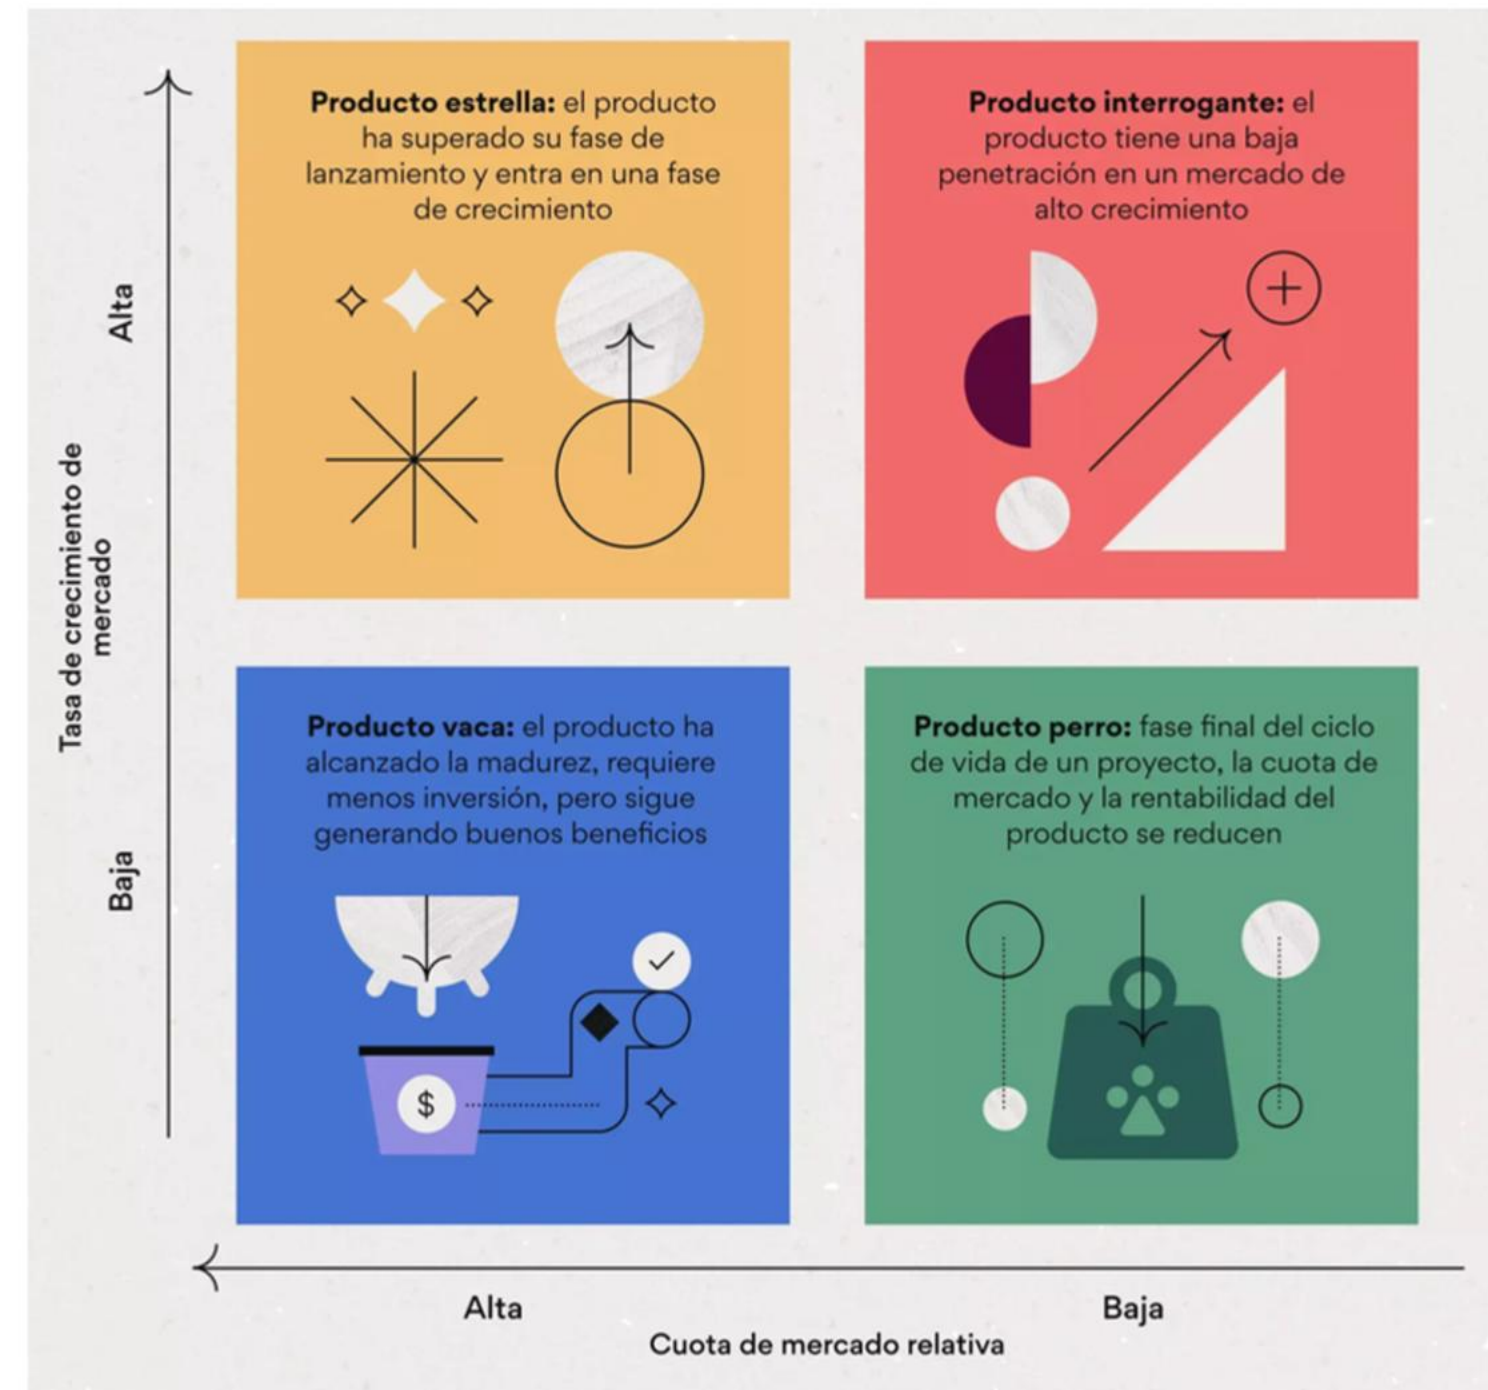 Producto estrella: el producto
ha superado su fase de
lanzamiento y entra en una fase
de crecimiento
Producto interrogante: el
producto tiene una baja
penetración en un mercado de
alto crecimiento
Alta
Tasa de crecimiento de
mercado
Baja
Producto vaca: el producto ha
alcanzado la madurez, requiere
menos inversión, pero sigue
generando buenos beneficios
$
Producto perro: fase final del ciclo
de vida de un proyecto, la cuota de
mercado y la rentabilidad del
producto se reducen
Alta
Baja
Cuota de mercado relativa